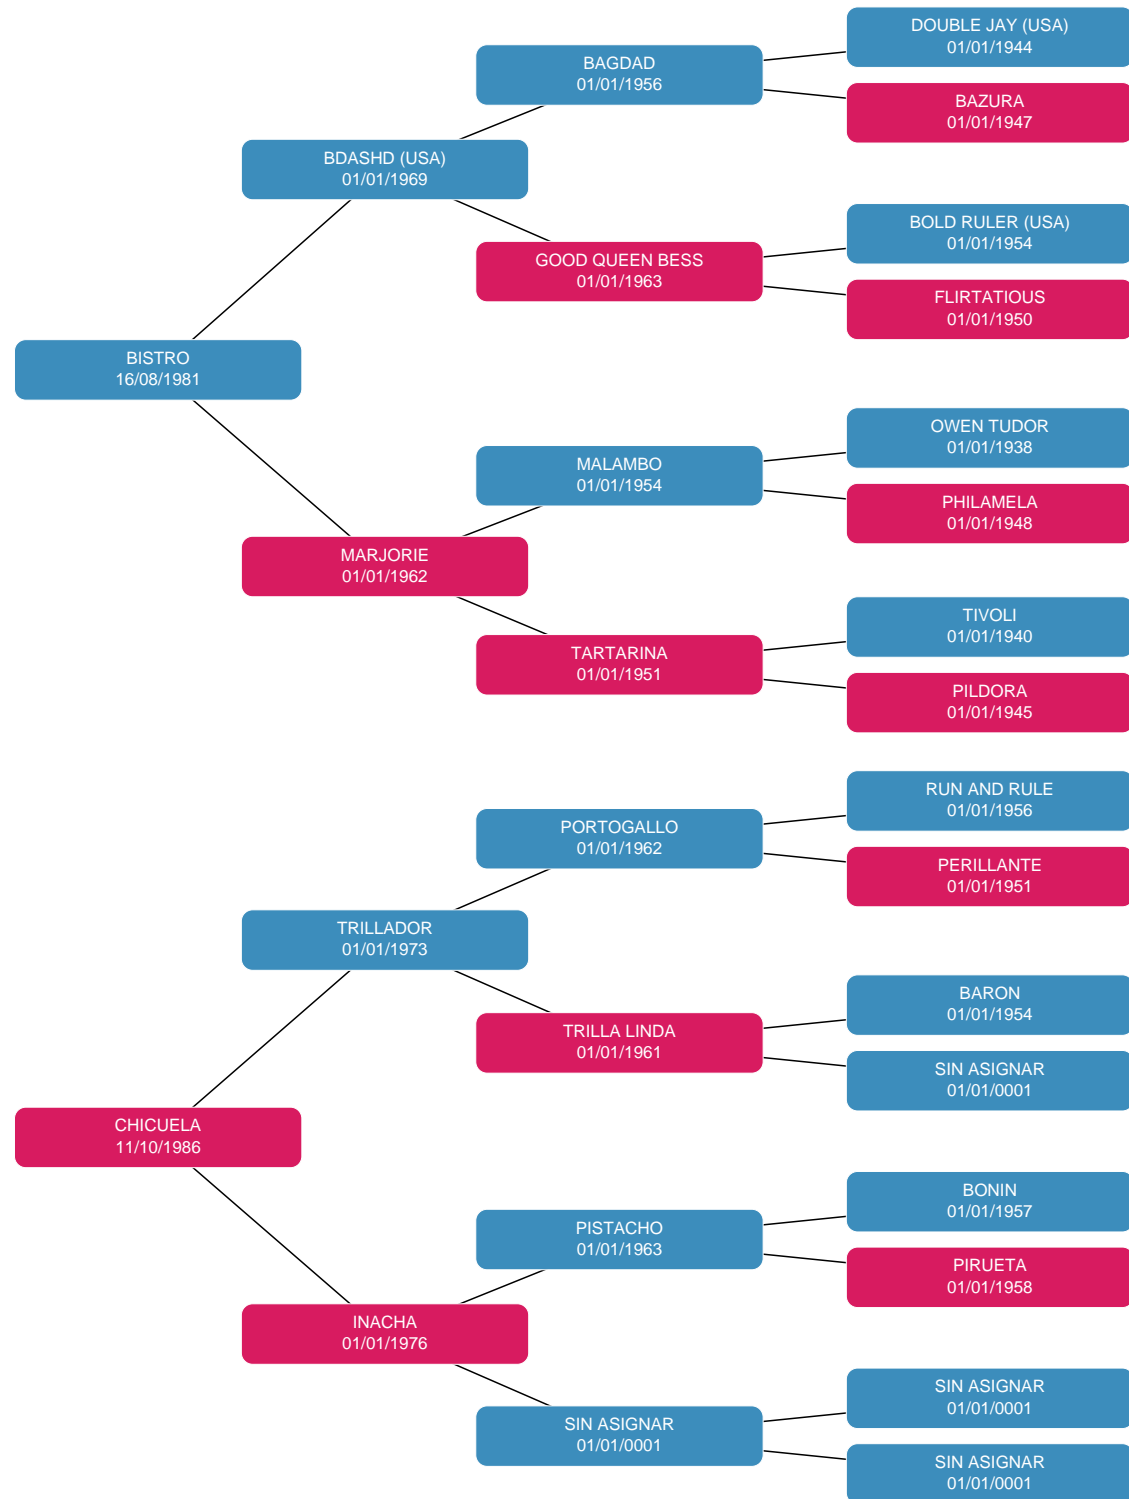 DOUBLE JAY (USA)
01/01/1944
BAGDAD
01/01/1956
BAZURA
01/01/1947
BDASHD (USA)
01/01/1969
BOLD RULER (USA)
01/01/1954
GOOD QUEEN BESS
01/01/1963
FLIRTATIOUS
01/01/1950
BISTRO
16/08/1981
OWEN TUDOR
01/01/1938
MALAMBO
01/01/1954
PHILAMELA
01/01/1948
MARJORIE
01/01/1962
TIVOLI
01/01/1940
TARTARINA
01/01/1951
PILDORA
01/01/1945
RUN AND RULE
01/01/1956
PORTOGALLO
01/01/1962
PERILLANTE
01/01/1951
TRILLADOR
01/01/1973
BARON
01/01/1954
TRILLA LINDA
01/01/1961
SIN ASIGNAR
01/01/0001
CHICUELA
11/10/1986
BONIN
01/01/1957
PISTACHO
01/01/1963
PIRUETA
01/01/1958
INACHA
01/01/1976
SIN ASIGNAR
01/01/0001
SIN ASIGNAR
01/01/0001
SIN ASIGNAR
01/01/0001